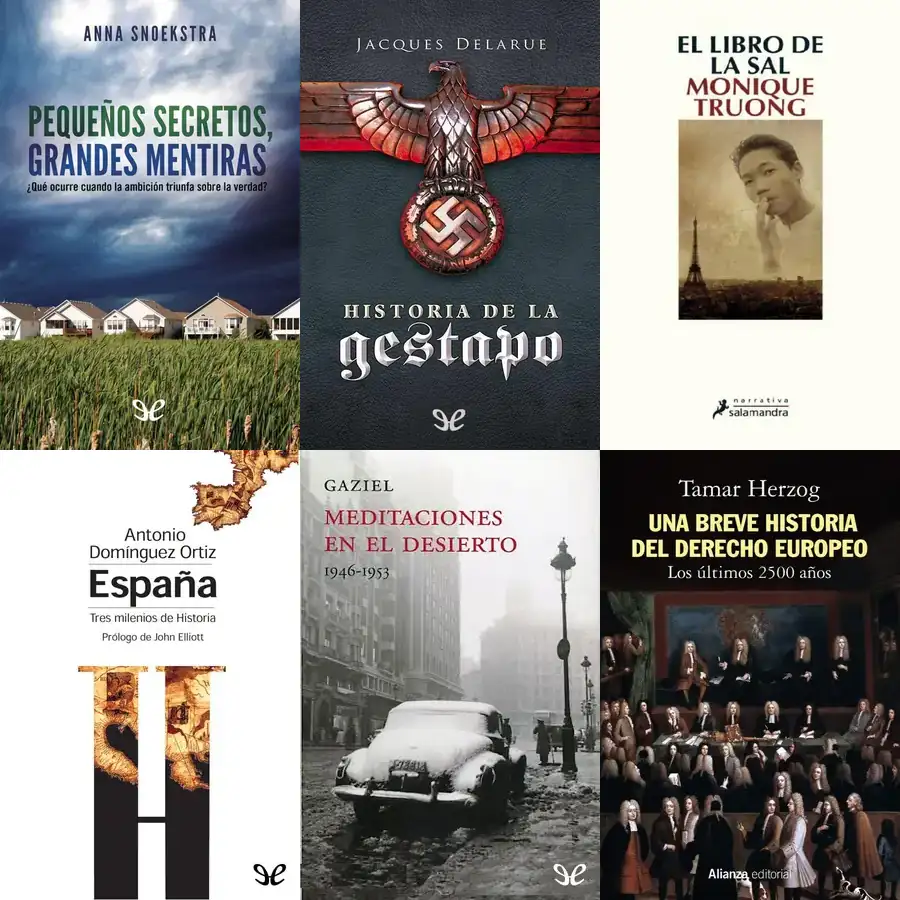 ANNA SNOEKSTRA
PEQUEÑOS SECRETOS,
GRANDES MENTIRAS
¿Qué ocurre cuando la ambición triunfa sobre la verdad?
JACQUES DELARUE
HISTORIA DE LA
gestapo
EL LIBRO DE
LA SAL
MONIQUE
TRUONG
narrativa
salamandra
Antonio
Domínguez Ortiz
España
Tres milenios de Historia
Prólogo de John Elliott
H
GAZIEL
MEDITACIONES
EN EL DESIERTO
1946-1953
Tamar Herzog
UNA BREVE HISTORIA
DEL DERECHO EUROPEO
Los últimos 2500 años
Alianza editorial